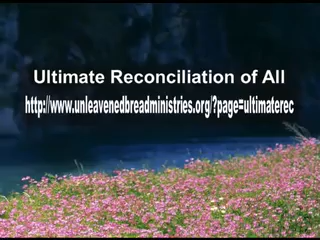 Ultimate Reconciliation of All
http://www.unleavenedbreadministries.org/?page=ultimaterec